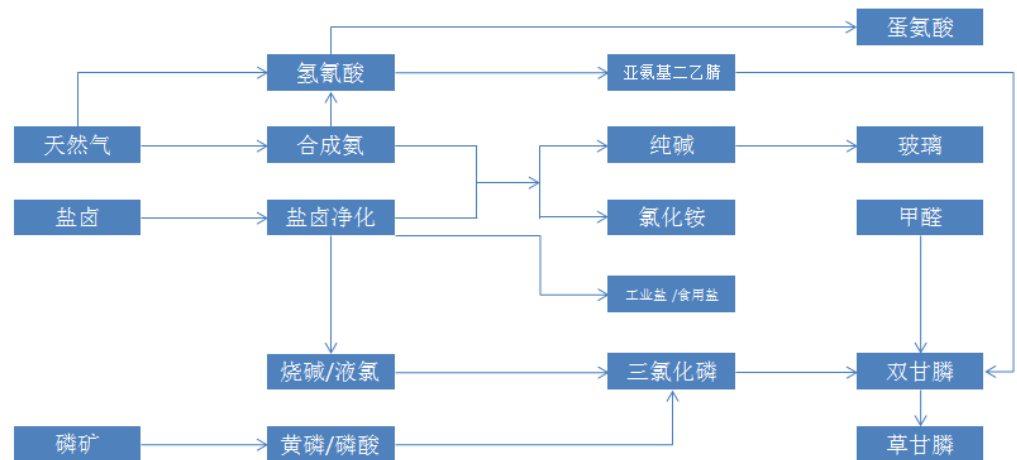 蛋氨酸
氢氰酸
亚氨基二乙腈
天然气
合成氨
纯碱
玻璃
盐卤
盐卤净化
氯化铵
甲醛
工业盐 /食用盐
烧碱/液氯
三氯化磷
双甘膦
磷矿
黄磷/磷酸
草甘膦